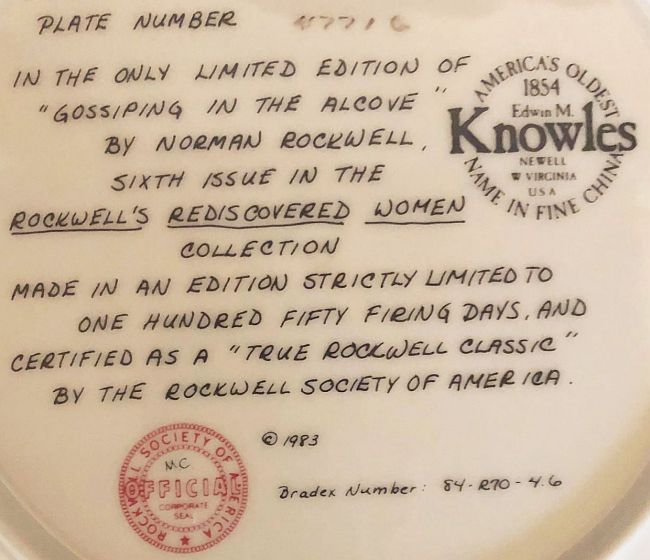 PLATE NUMBER
IN THE ONLY LIMITED EDITION OF
"GOSSIPING IN THE ALCOVE"
BY NORMAN ROCKWELL,
SIXTH ISSUE IN THE
ROCKWELL'S REDISCOVERED WOMEN
COLLECTION
MADE IN AN EDITION STRICTLY LIMITED TO
ONE HUNDRED FIFTY FIRING DAYS, AND
CERTIFIED AS A "TRUE ROCKWELL CLASSIC"
BY THE ROCKWELL SOCIETY OF AMERICA.
AMERICA'S OLDEST
1854
Edwin M.
Knowles
NEWELL
W VIRGINIA
USA
NAME IN FINE CHINA
ROCKWELL SOCIETY OF AMERICA
MC
OFFICIAL
CORPORATE
SEAL
© 1983
Bradex Number: 84-R70-4.6